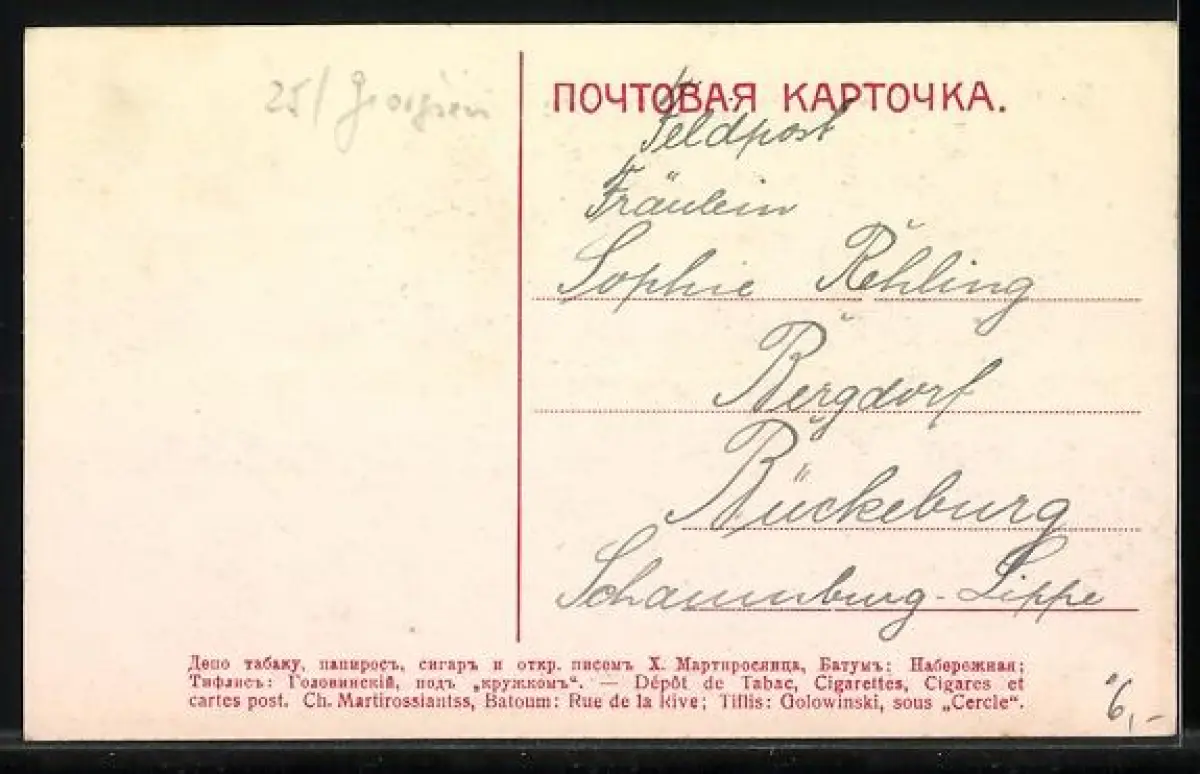 25/ Georgien
ПОЧТОВАЯ КАРТОЧКА.
Feldpost
Fräulein
Sophie Rehling
Bergdorf
Bückeburg
Schaumburg-Lippe
Депо табаку, папиросъ, сигаръ и откр. писемъ Х. Мартиросянца, Батумъ: Набережная;
Тифлисъ: Головинскій, подъ „кружкомъ“. — Dépôt de Tabac, Cigarettes, Cigares et
cartes post. Ch. Martirossiantss, Batoum: Rue de la Rive; Tiflis: Golowinski, sous „Cercle“.
6,-